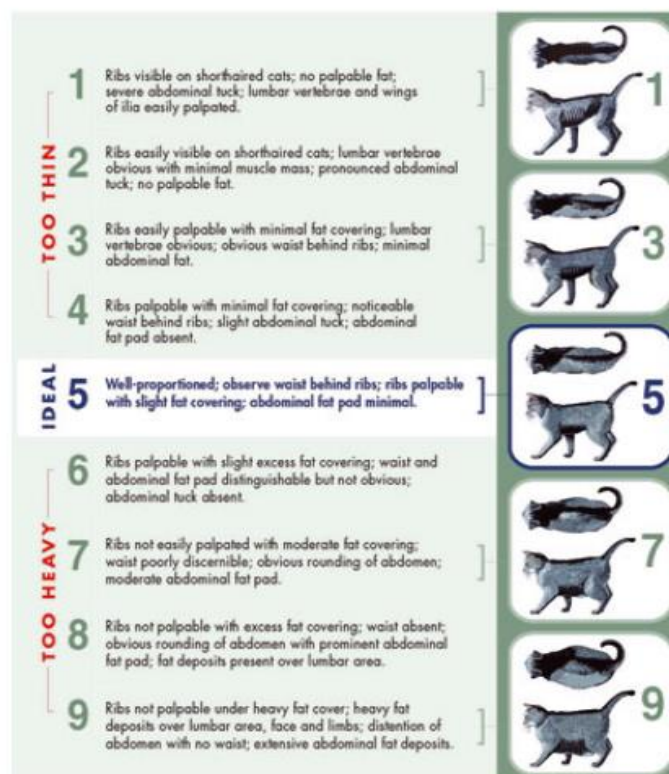 TOO THIN
1 Ribs visible on shorthaired cats; no palpable fat;
severe abdominal tuck; lumbar vertebrae and wings
of ilia easily palpated.
2 Ribs easily visible on shorthaired cats; lumbar vertebrae
obvious with minimal muscle mass; pronounced abdominal
tuck; no palpable fat.
3 Ribs easily palpable with minimal fat covering; lumbar
vertebrae obvious; obvious waist behind ribs; minimal
abdominal fat.
4 Ribs palpable with minimal fat covering; noticeable
waist behind ribs; slight abdominal tuck; abdominal
fat pad absent.
IDEAL
5 Well-proportioned; observe waist behind ribs; ribs palpable
with slight fat covering; abdominal fat pad minimal.
TOO HEAVY
6 Ribs palpable with slight excess fat covering; waist and
abdominal fat pad distinguishable but not obvious;
abdominal tuck absent.
7 Ribs not easily palpated with moderate fat covering;
waist poorly discernible; obvious rounding of abdomen;
moderate abdominal fat pad.
8 Ribs not palpable with excess fat covering; waist absent;
obvious rounding of abdomen with prominent abdominal
fat pad; fat deposits present over lumbar area.
9 Ribs not palpable under heavy fat cover; heavy fat
deposits over lumbar area, face and limbs; distention of
abdomen with no waist; extensive abdominal fat deposits.
1
3
5
7
9